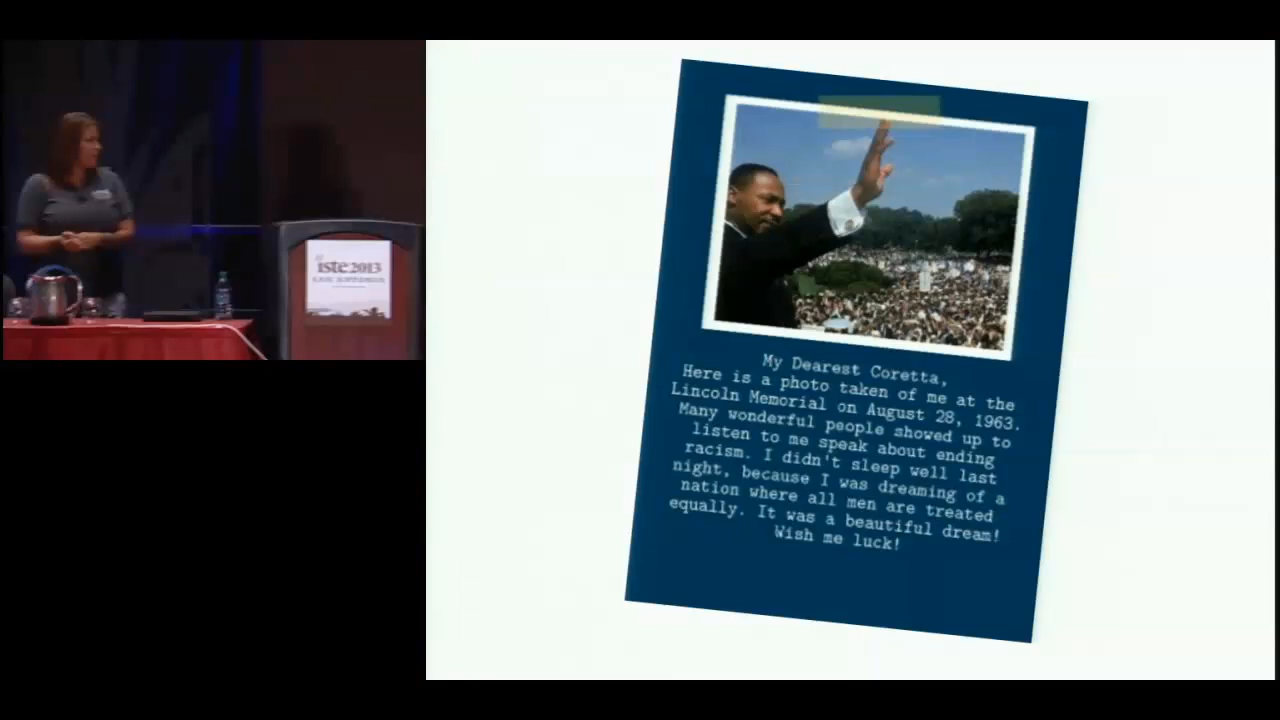 iste2013
My Dearest Coretta,
Here is a photo taken of me at the
Lincoln Memorial on August 28, 1963.
Many wonderful people showed up to
listen to me speak about ending
racism. I didn't sleep well last
night, because I was dreaming of a
nation where all men are treated
equally. It was a beautiful dream!
Wish me luck!